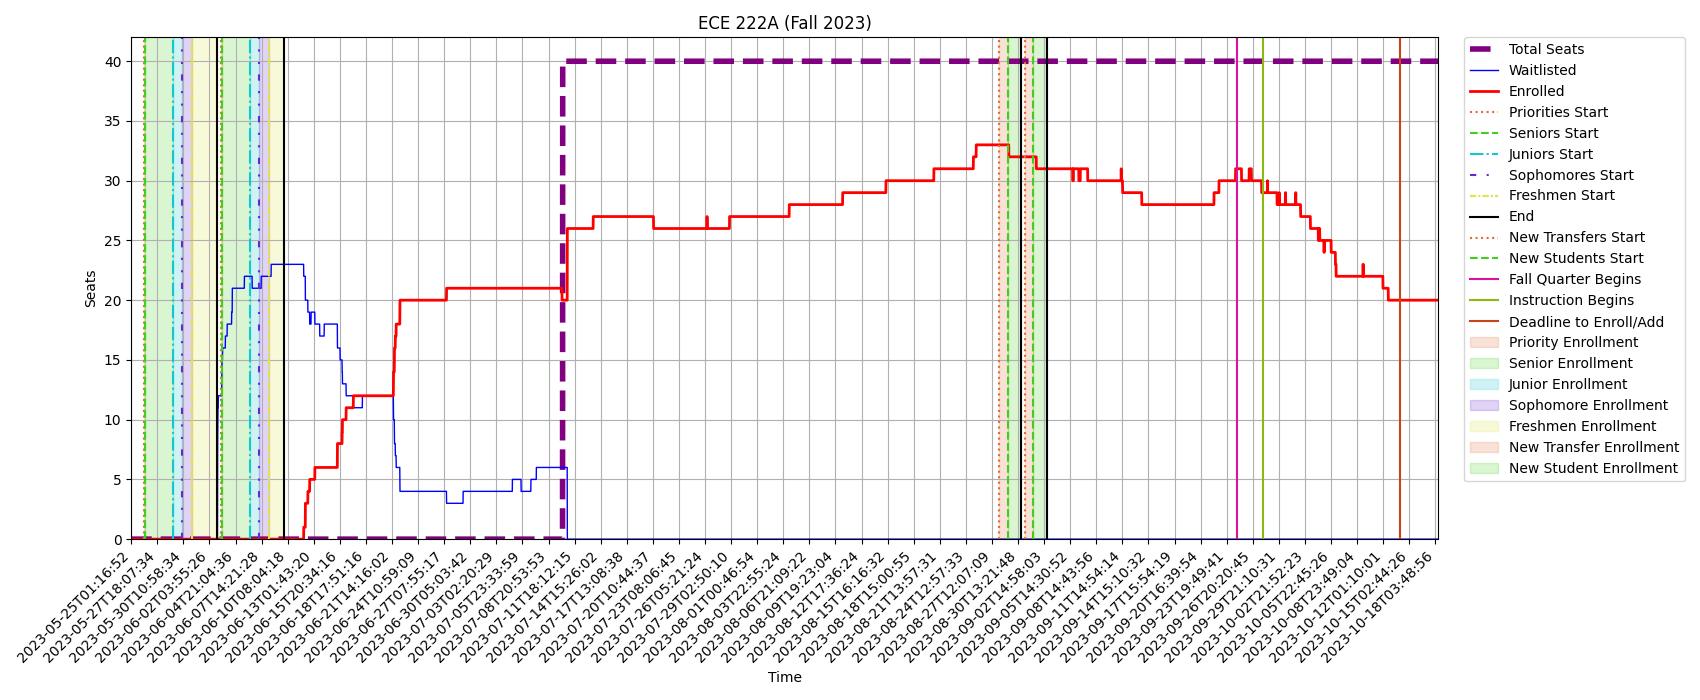 ECE 222A (Fall 2023)
Seats
40
35
30
25
20
15
10
5
0
2023-05-25T01:16:52
2023-05-27T18:07:34
2023-05-30T10:58:34
2023-06-02T03:55:26
2023-06-04T21:04:36
2023-06-07T14:21:28
2023-06-10T08:04:18
2023-06-13T01:43:20
2023-06-15T20:34:16
2023-06-18T17:51:16
2023-06-21T14:16:02
2023-06-24T14:59:09
2023-06-27T07:55:17
2023-06-30T05:03:42
2023-07-03T02:20:29
2023-07-05T23:33:59
2023-07-08T20:53:53
2023-07-11T18:12:15
2023-07-14T15:26:02
2023-07-17T13:08:38
2023-07-20T10:44:37
2023-07-23T08:06:45
2023-07-26T05:21:24
2023-07-29T02:50:10
2023-08-01T00:46:54
2023-08-03T22:55:24
2023-08-06T21:09:22
2023-08-09T19:23:04
2023-08-12T17:36:24
2023-08-15T16:16:32
2023-08-18T15:00:55
2023-08-21T13:57:31
2023-08-24T12:57:33
2023-08-27T12:07:09
2023-08-30T13:21:48
2023-09-02T14:58:03
2023-09-05T14:30:52
2023-09-08T14:43:56
2023-09-11T14:54:14
2023-09-14T15:10:32
2023-09-17T15:54:19
2023-09-20T16:39:54
2023-09-23T19:49:41
2023-09-26T20:20:45
2023-09-29T21:10:31
2023-10-02T21:52:23
2023-10-05T22:45:26
2023-10-08T23:49:04
2023-10-12T01:10:01
2023-10-15T02:44:26
2023-10-18T03:48:56
Time
Total Seats
Waitlisted
Enrolled
Priorities Start
Seniors Start
Juniors Start
Sophomores Start
Freshmen Start
End
New Transfers Start
New Students Start
Fall Quarter Begins
Instruction Begins
Deadline to Enroll/Add
Priority Enrollment
Senior Enrollment
Junior Enrollment
Sophomore Enrollment
Freshmen Enrollment
New Transfer Enrollment
New Student Enrollment